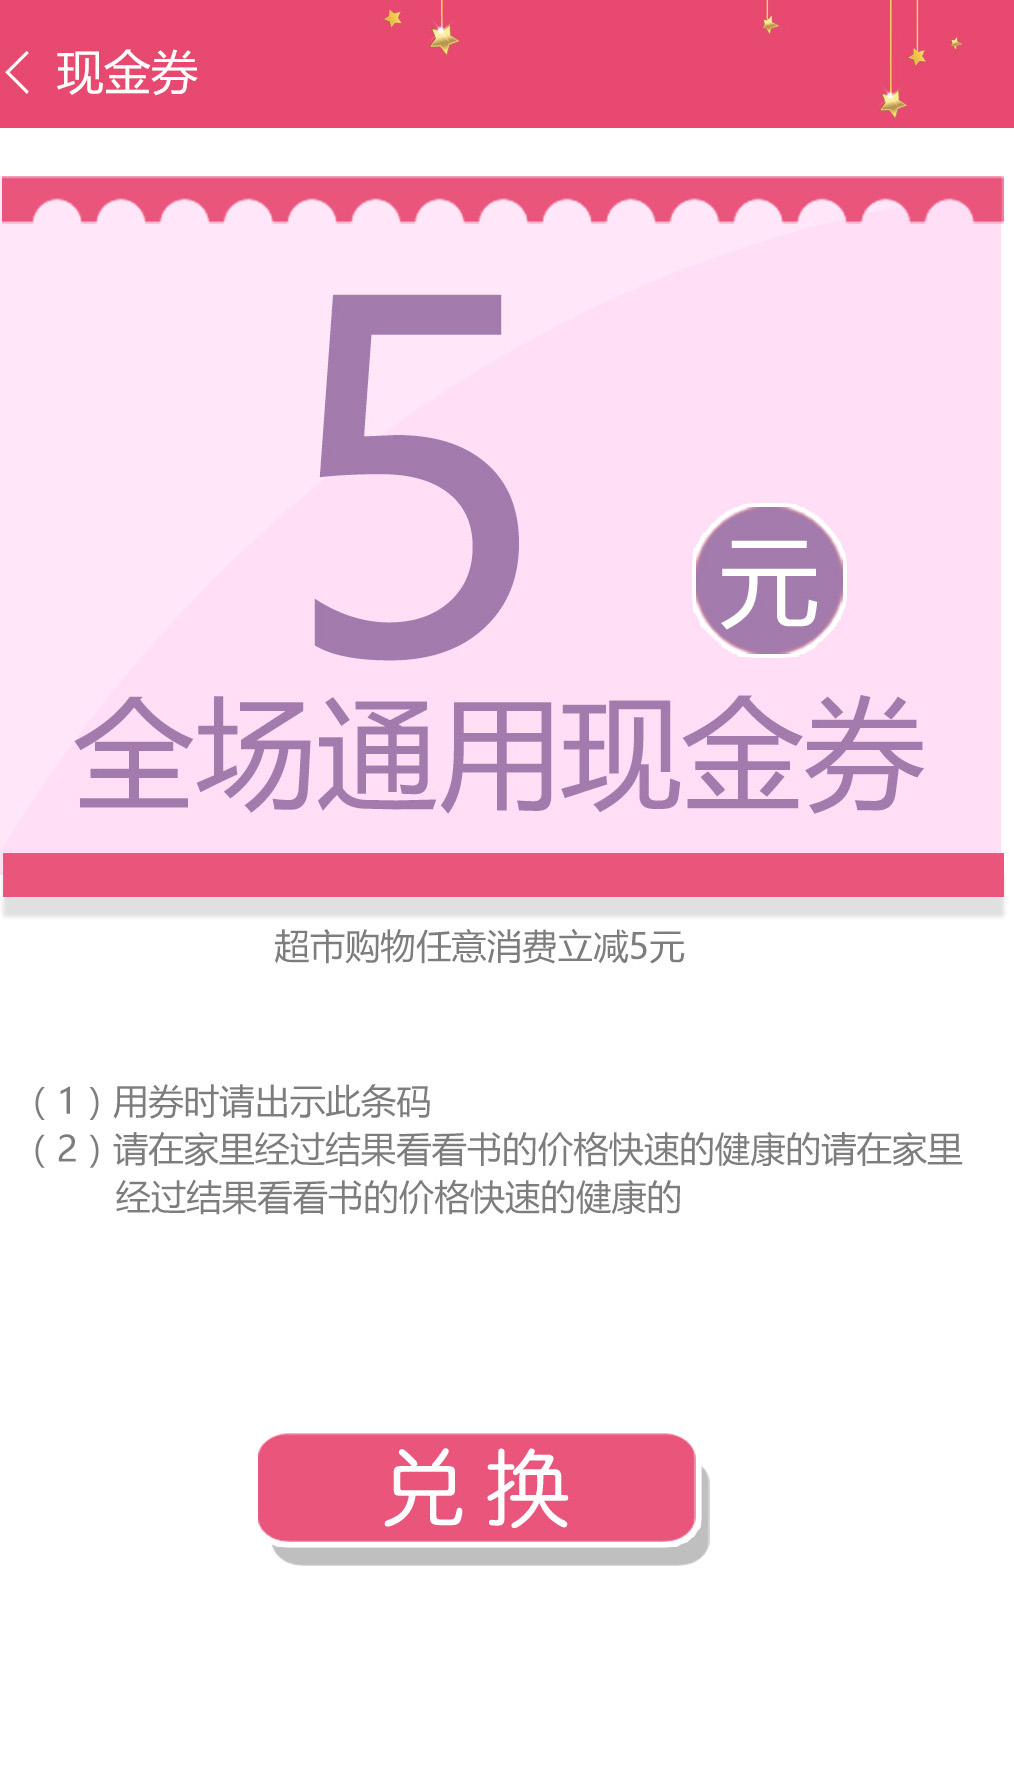 现金券
5
元
全场通用现金券
超市购物任意消费立减5元
（1）用券时请出示此条码
（2）请在家里经过结果看看书的价格快速的健康的请在家里
经过结果看看书的价格快速的健康的
兑换